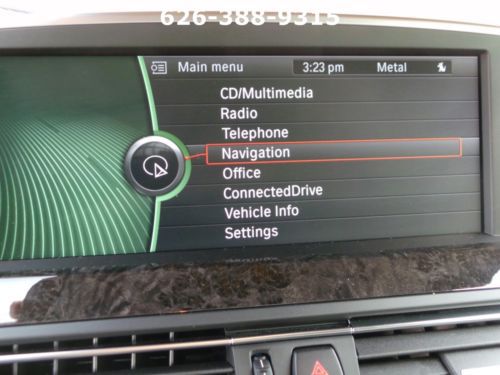 626-388-9315
Main menu 3:23 pm Metal
CD/Multimedia
Radio
Telephone
Navigation
Office
ConnectedDrive
Vehicle Info
Settings